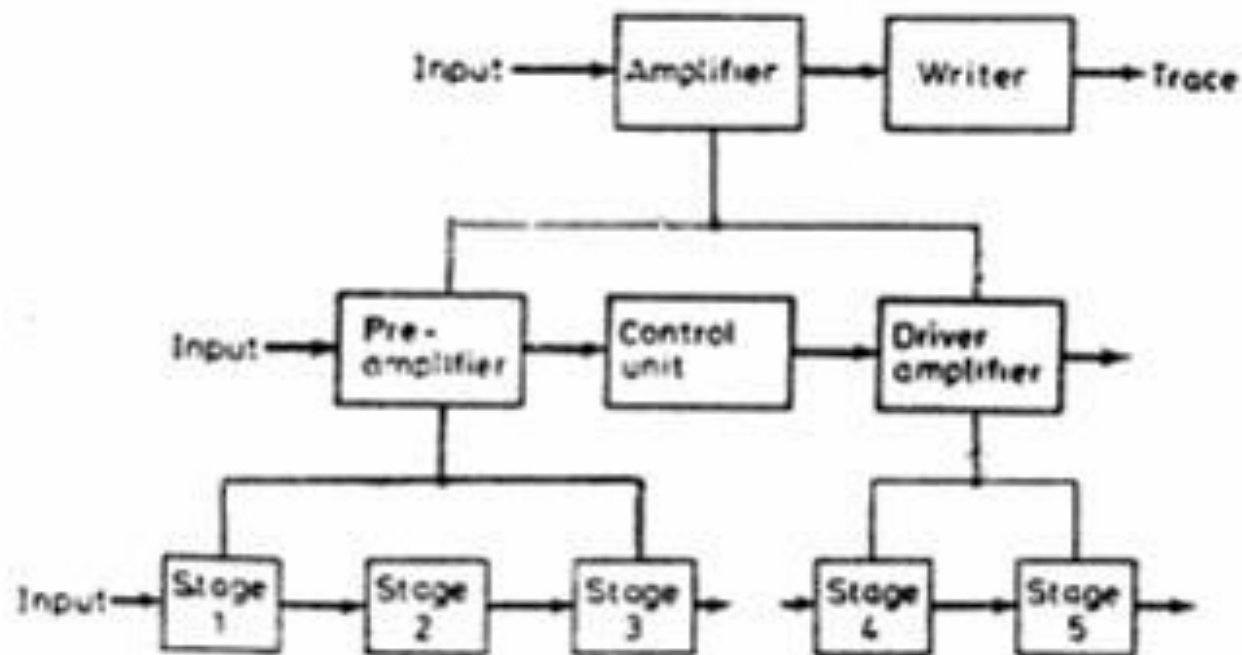 Input
Amplifier
Writer
Trace
Input
Pre-
amplifier
Control
unit
Driver
amplifier
Input
Stage
1
Stage
2
Stage
3
Stage
4
Stage
5